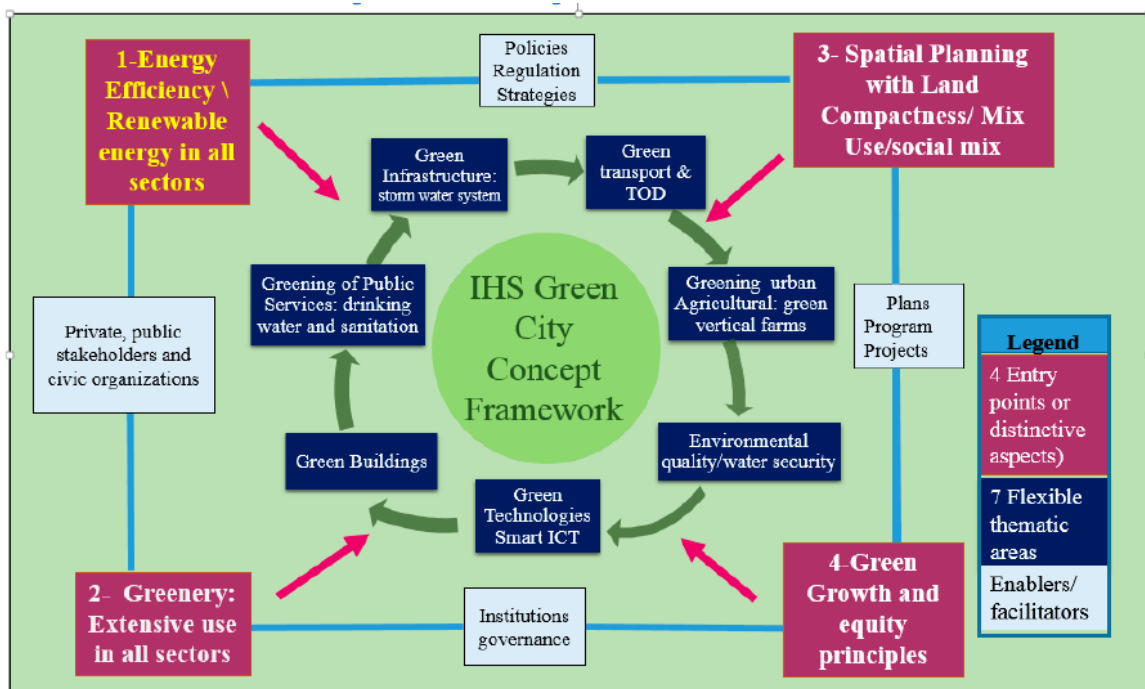 1-Energy
Efficiency \
Renewable
energy in all
sectors
Policies
Regulation
Strategies
3- Spatial Planning
with Land
Compactness/ Mix
Use/social mix
Green
Infrastructure:
storm water system
Green
transport &
TOD
Greening of Public
Services: drinking
water and sanitation
IHS Green
City
Concept
Framework
Greening urban
Agricultural: green
vertical farms
Private, public
stakeholders and
civic organizations
Plans
Program
Projects
Green Buildings
Environmental
quality/water security
Green
Technologies
Smart ICT
2- Greenery:
Extensive use
in all sectors
Institutions
governance
4-Green
Growth and
equity
principles
Legend
4 Entry
points or
distinctive
aspects)
7 Flexible
thematic
areas
Enablers/
facilitators